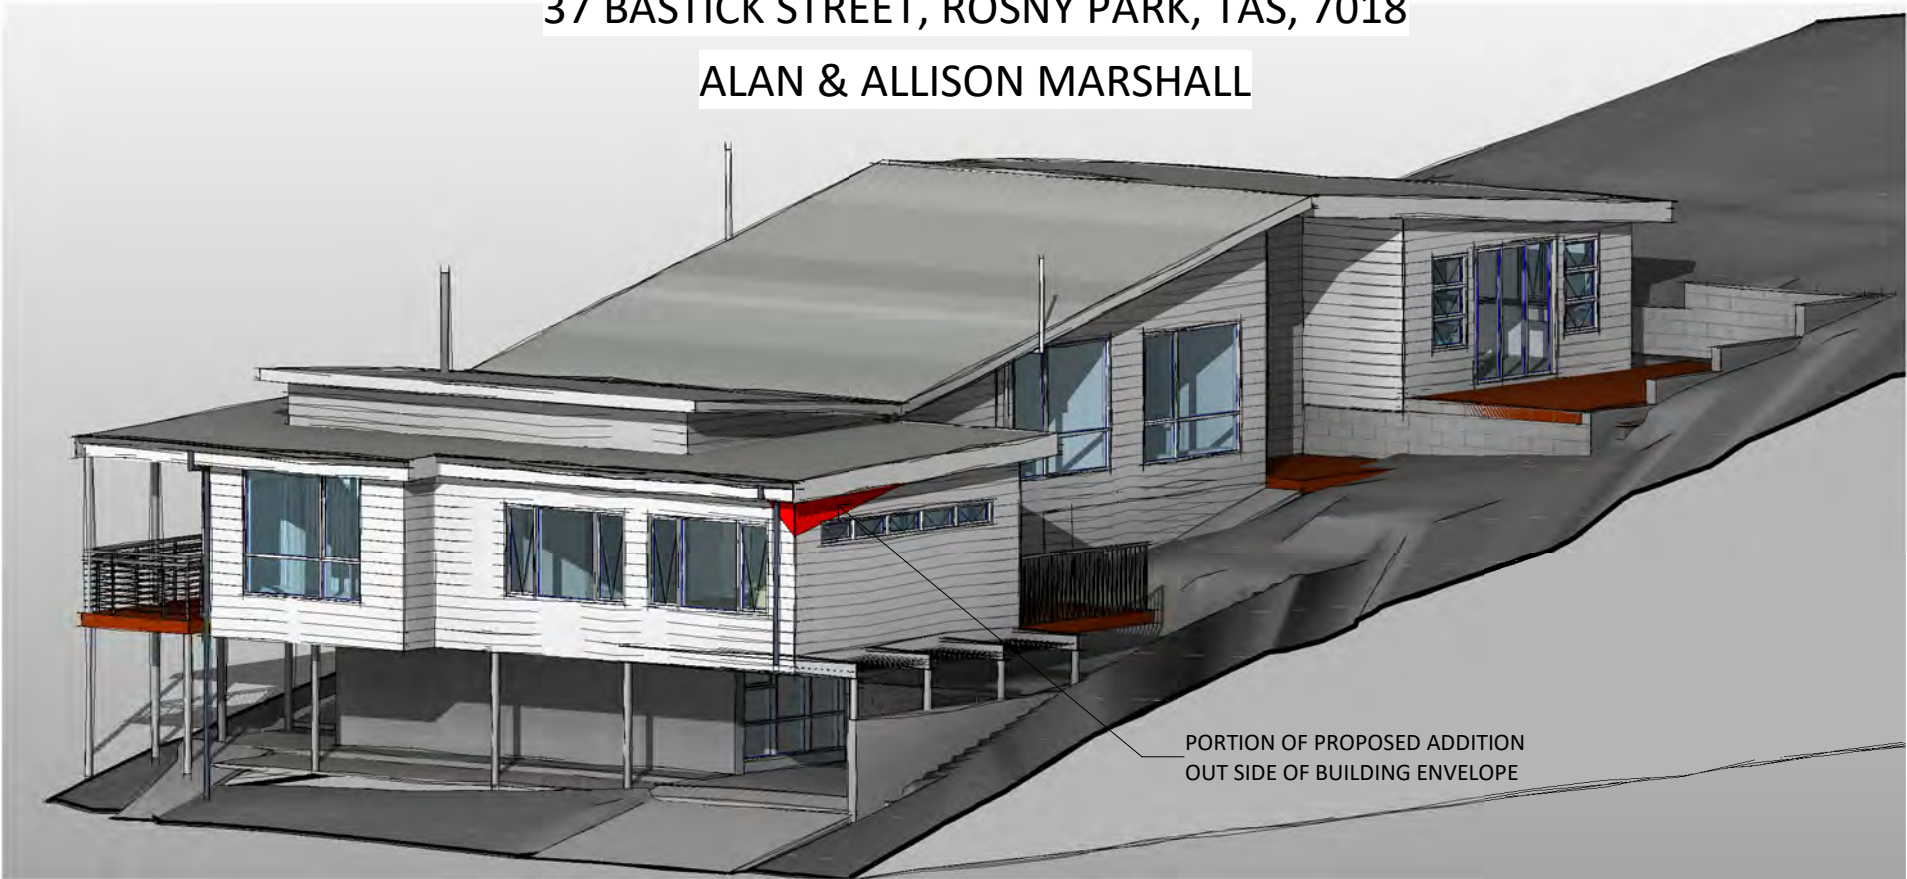 37 BASTICK STREET, ROSNY PARK, TAS, 7018
ALAN & ALLISON MARSHALL
PORTION OF PROPOSED ADDITION
OUT SIDE OF BUILDING ENVELOPE